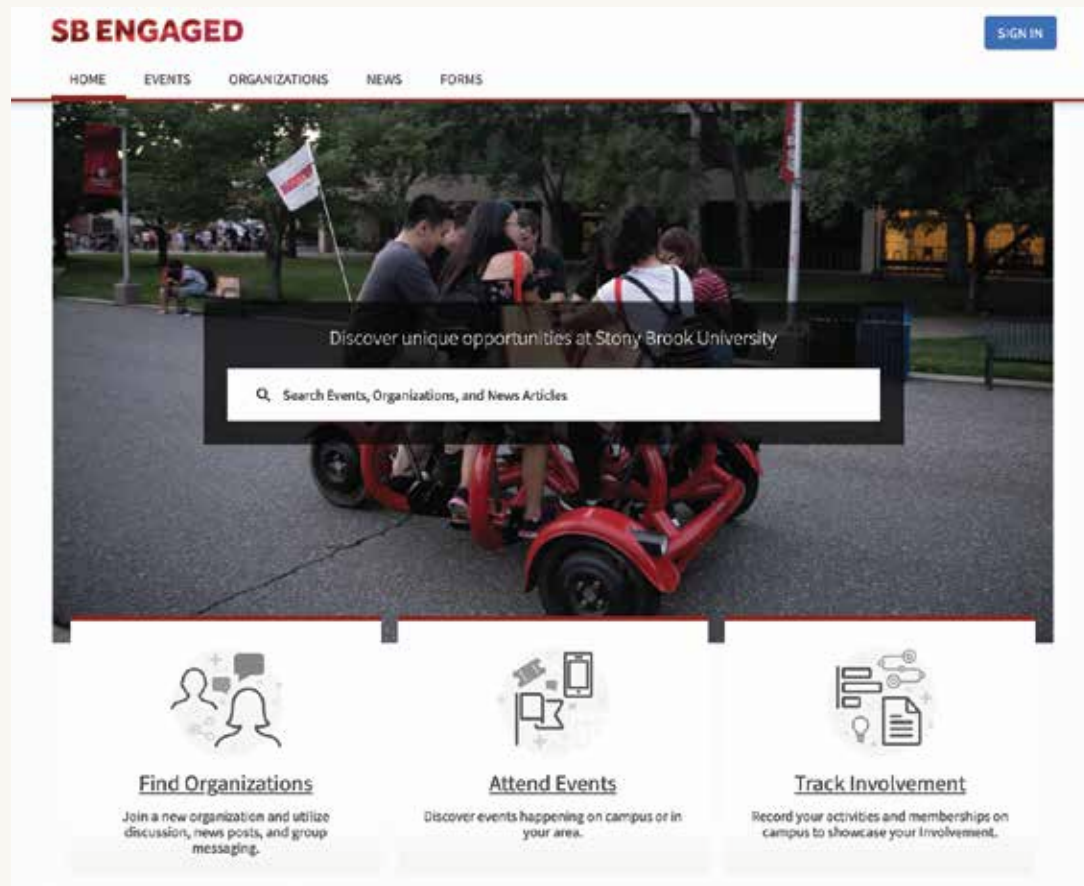 SB ENGAGED
SIGN IN
HOME EVENTS ORGANIZATIONS NEWS FORMS
Discover unique opportunities at Stony Brook University
Search Events, Organizations, and News Articles
Find Organizations
Join a new organization and utilize
discussion, news posts, and group
messaging.
Attend Events
Discover events happening on campus or in
your area.
Track Involvement
Record your activities and memberships on
campus to showcase your Involvement.